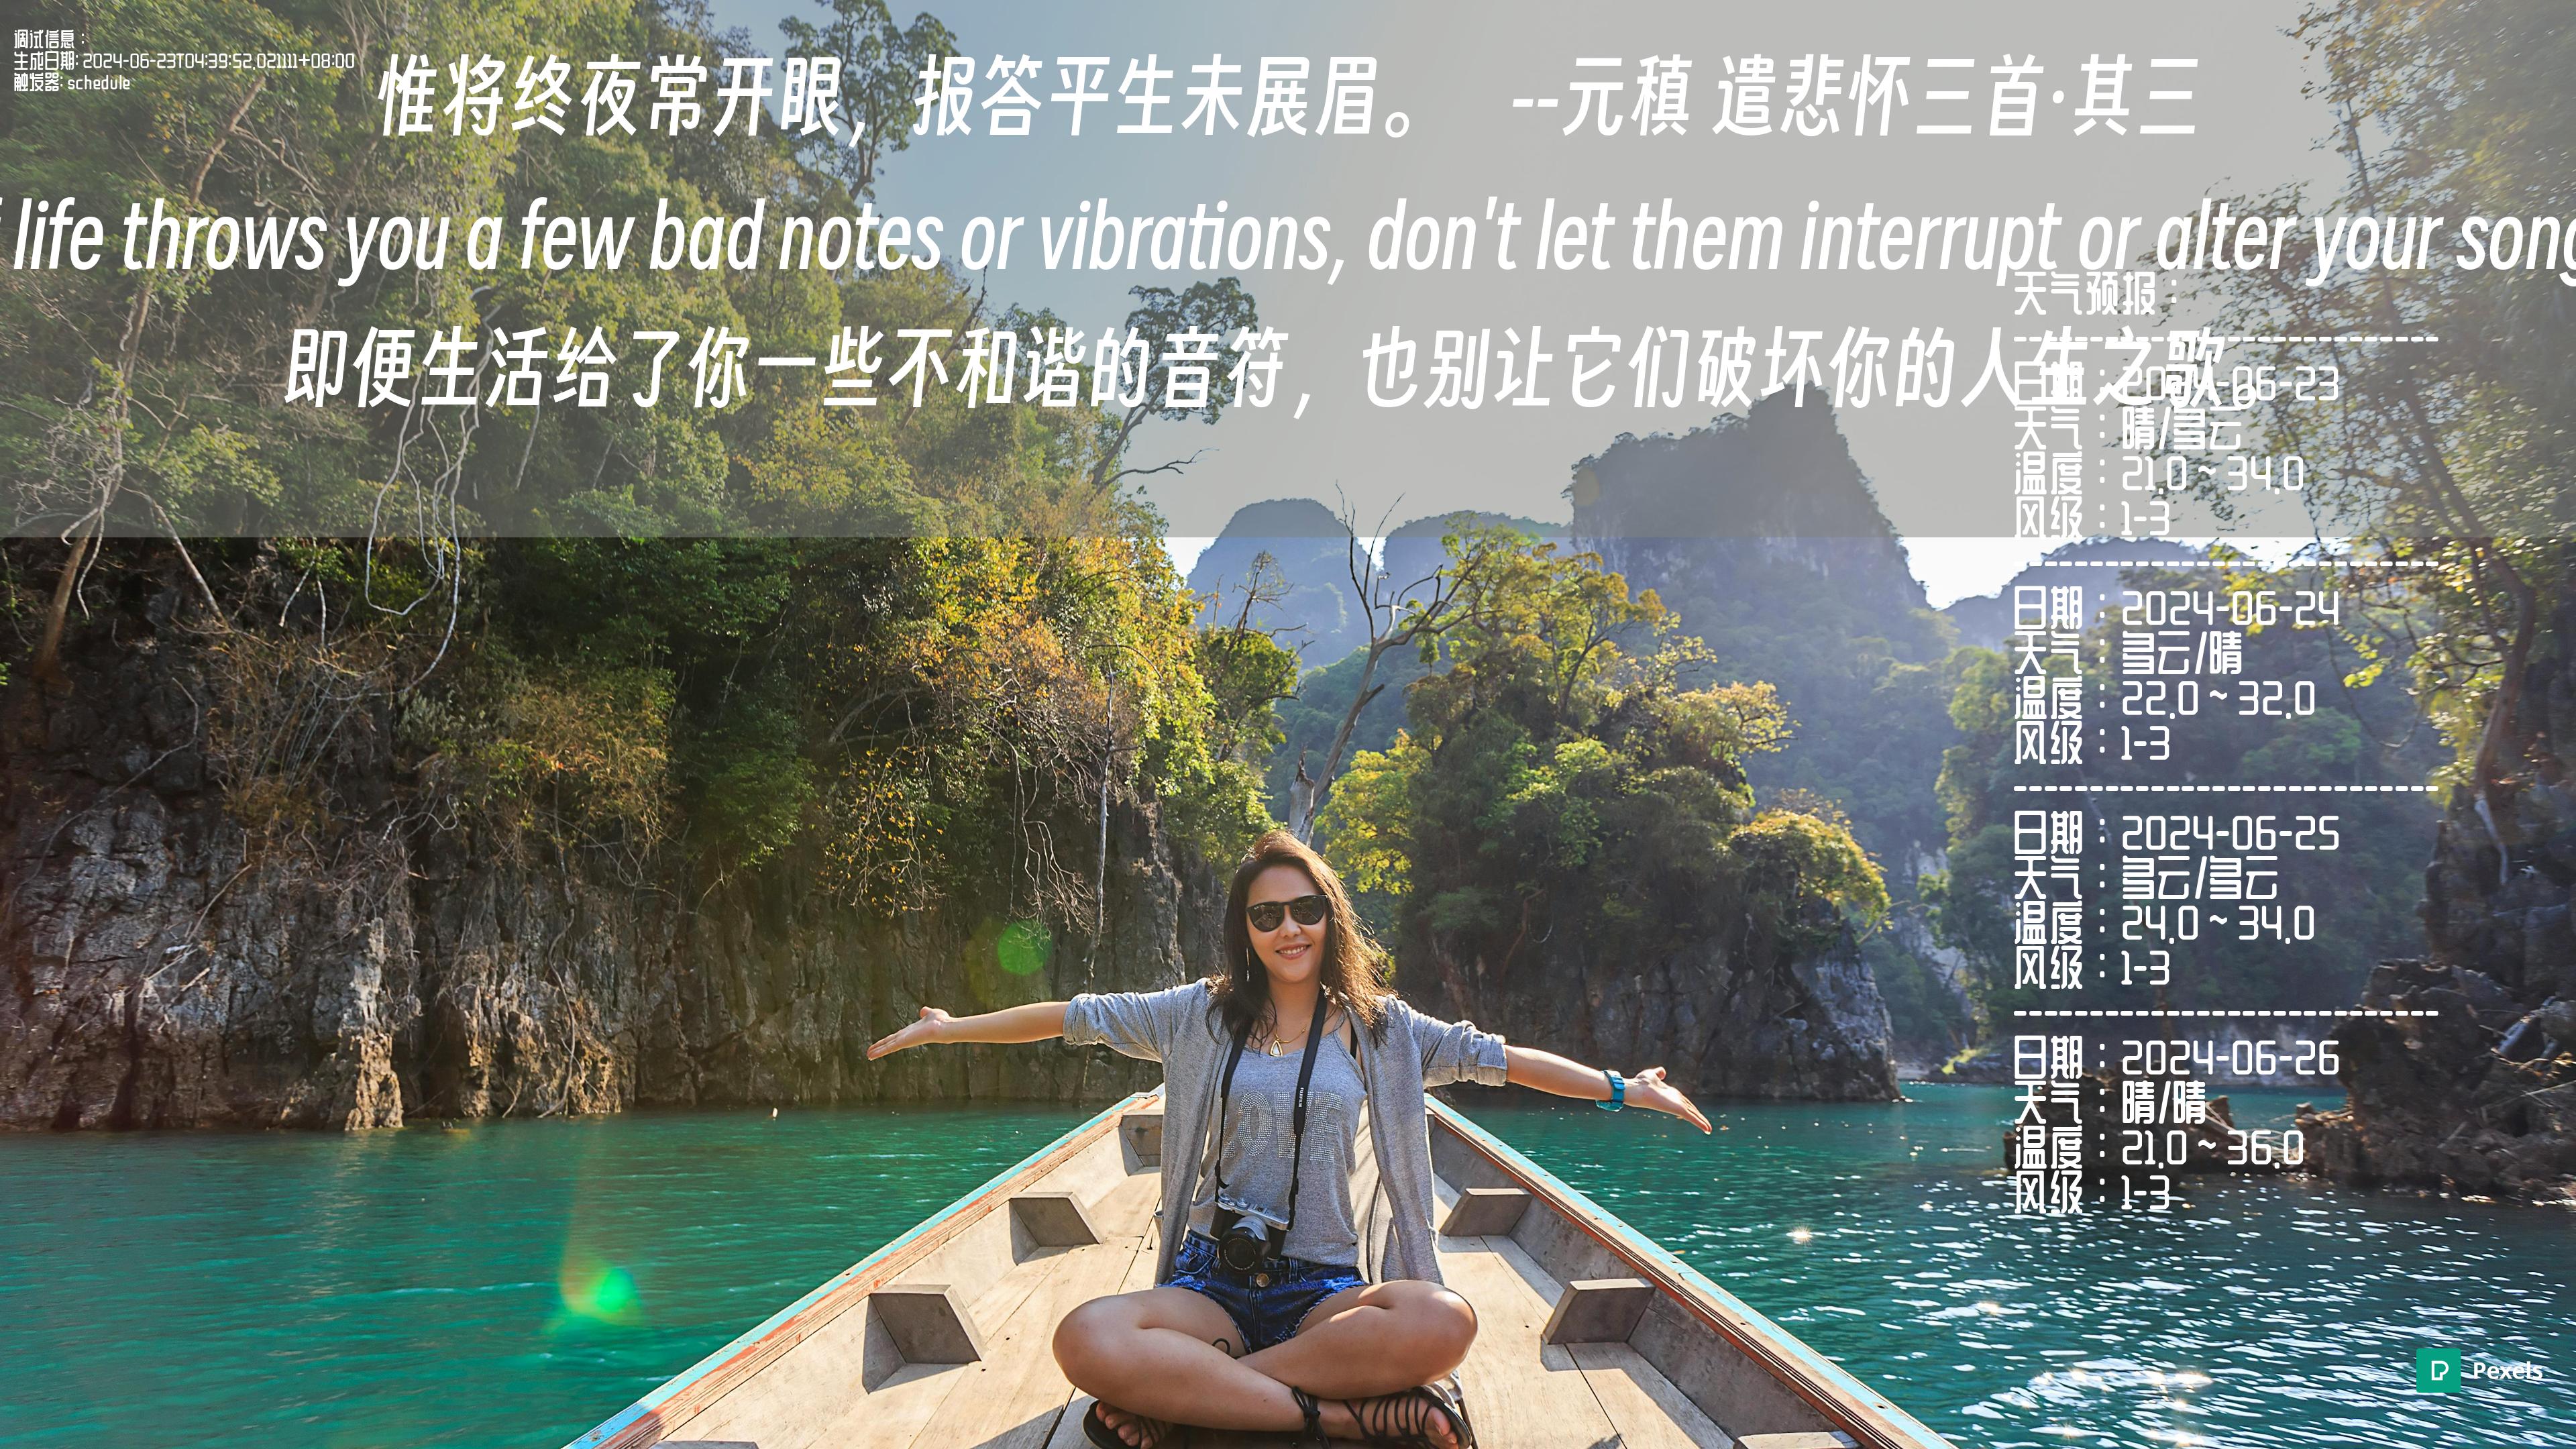 调试信息：
生成日期: 2024-06-23T04:39:52.021111+08:00
触发器: schedule
惟将终夜常开眼，报答平生未展眉。 --元稹 遣悲怀三首·其三
life throws you a few bad notes or vibrations, don't let them interrupt or alter your song
即便生活给了你一些不和谐的音符，也别让它们破坏你的人生之歌。
天气预报：
------------------------------
日期：2024-06-23
天气：晴/多云
温度：21.0 ~ 34.0
风级：1-3
------------------------------
日期：2024-06-24
天气：多云/晴
温度：22.0 ~ 32.0
风级：1-3
------------------------------
日期：2024-06-25
天气：多云/多云
温度：24.0 ~ 34.0
风级：1-3
------------------------------
日期：2024-06-26
天气：晴/晴
温度：21.0 ~ 36.0
风级：1-3
Pexels